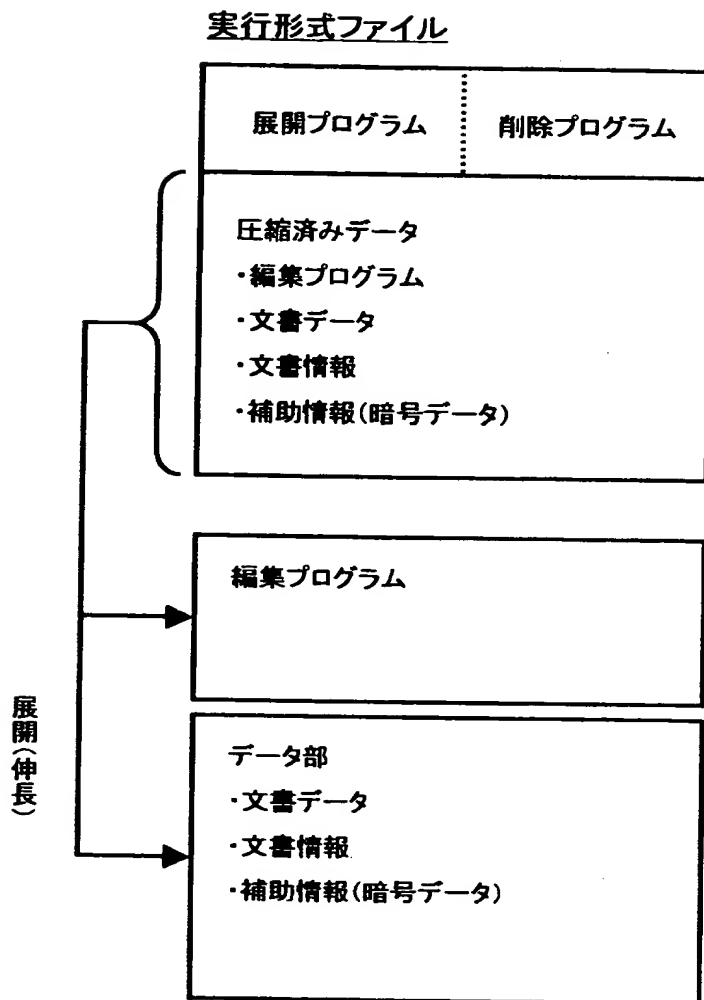 実行形式ファイル
展開プログラム
削除プログラム
圧縮済みデータ
・編集プログラム
・文書データ
・文書情報
・補助情報(暗号データ)
編集プログラム
展開(伸長)
データ部
・文書データ
・文書情報
・補助情報(暗号データ)